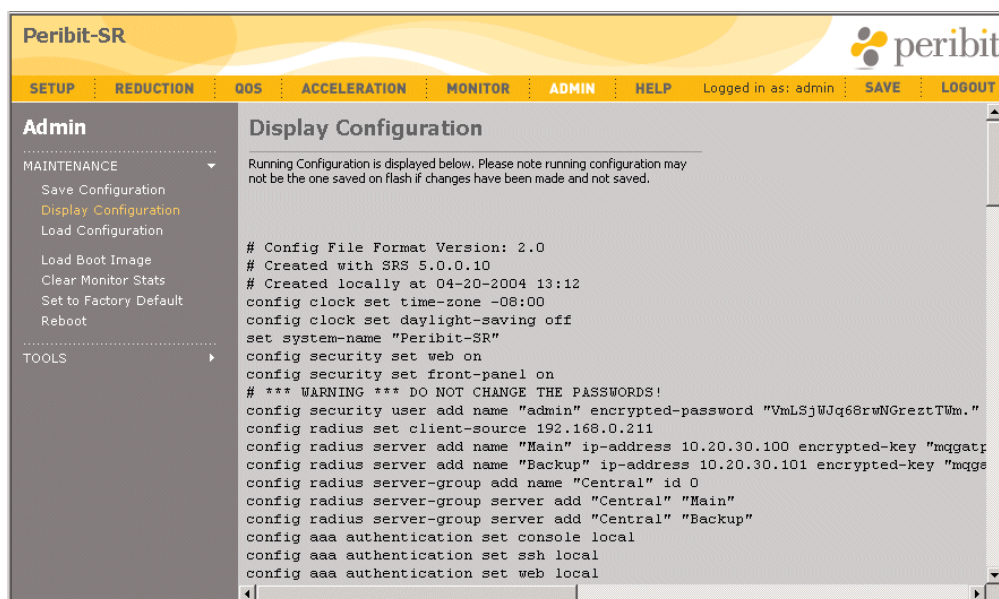 Peribit-SR
peribit
SETUP REDUCTION QOS ACCELERATION MONITOR ADMIN HELP Logged in as: admin SAVE LOGOUT
Admin
MAINTENANCE
Save Configuration
Display Configuration
Load Configuration
Load Boot Image
Clear Monitor Stats
Set to Factory Default
Reboot
TOOLS
Display Configuration
Running Configuration is displayed below. Please note running configuration may
not be the one saved on flash if changes have been made and not saved.
# Config File Format Version: 2.0
# Created with SRS 5.0.0.10
# Created locally at 04-20-2004 13:12
config clock set time-zone -08:00
config clock set daylight-saving off
set system-name "Peribit-SR"
config security set web on
config security set front-panel on
# *** WARNING *** DO NOT CHANGE THE PASSWORDS!
config security user add name "admin" encrypted-password "VmLSjWJq68rwNGreztTWm."
config radius set client-source 192.168.0.211
config radius server add name "Main" ip-address 10.20.30.100 encrypted-key "mqgatp
config radius server add name "Backup" ip-address 10.20.30.101 encrypted-key "mqga
config radius server-group add name "Central" id 0
config radius server-group server add "Central" "Main"
config radius server-group server add "Central" "Backup"
config aaa authentication set console local
config aaa authentication set ssh local
config aaa authentication set web local